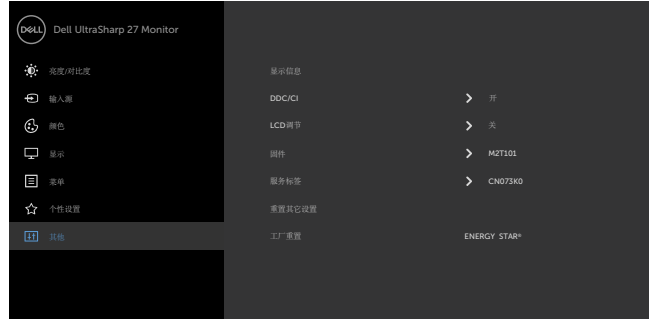 DELL Dell UltraSharp 27 Monitor
亮度/对比度 显示信息
输入源 DDC/CI 开
颜色 LCD调节 关
显示 固件 M2T101
菜单 服务标签 CN073K0
个性设置 重置其它设置
其他 工厂重置 ENERGY STAR®